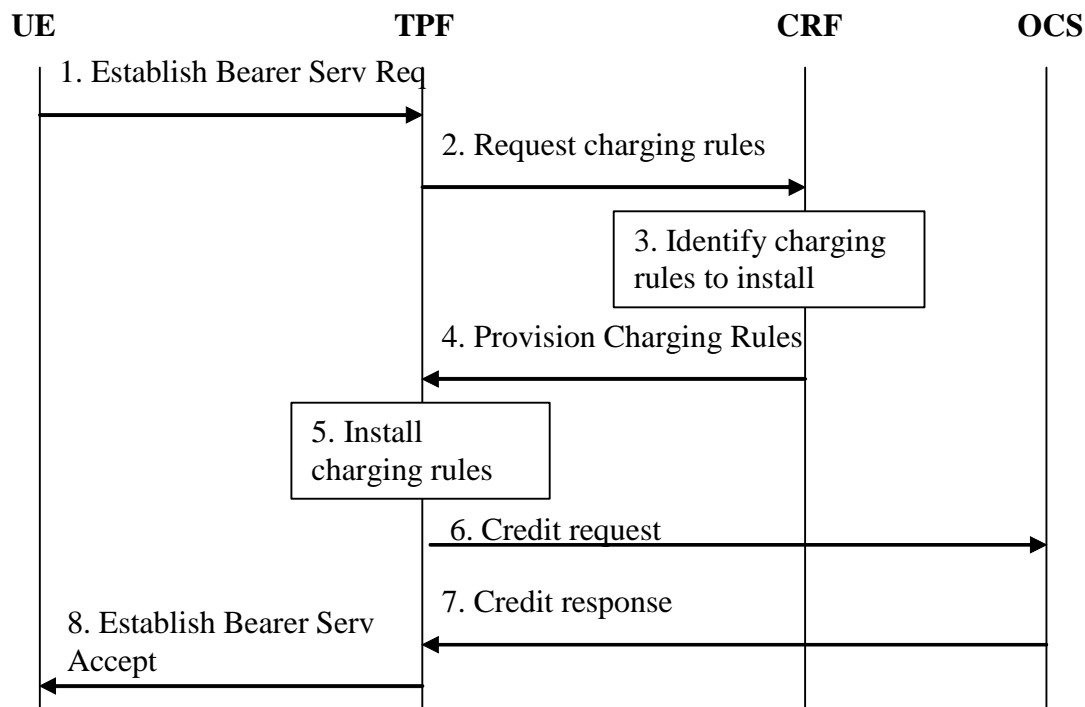 UE TPF CRF OCS
1. Establish Bearer Serv Req
2. Request charging rules
3. Identify charging
rules to install
4. Provision Charging Rules
5. Install
charging rules
6. Credit request
7. Credit response
8. Establish Bearer Serv
Accept